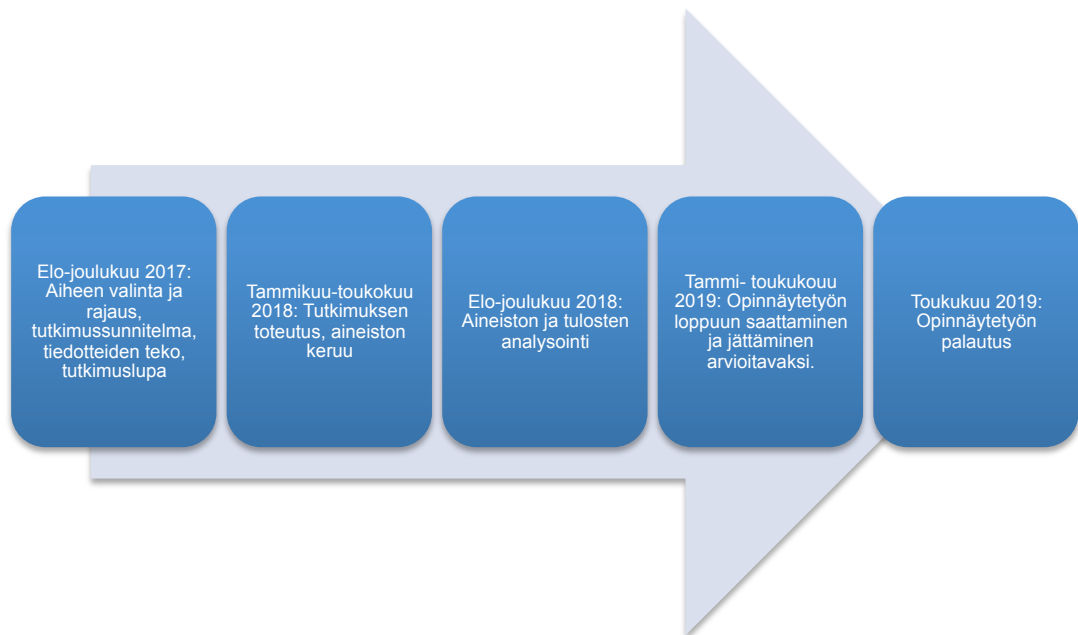 Elo-joulukuu 2017:
Aiheen valinta ja
rajaus,
tutkimussunnitelma,
tiedotteiden teko,
tutkimuslupa
Tammikuu-toukokuu
2018: Tutkimuksen
toteutus, aineiston
keruu
Elo-joulukuu 2018:
Aineiston ja tulosten
analysointi
Tammi- toukukouu
2019: Opinnäytetyön
loppuun saattaminen
ja jättäminen
arvioitavaksi.
Toukukuu 2019:
Opinnäytetyön
palautus